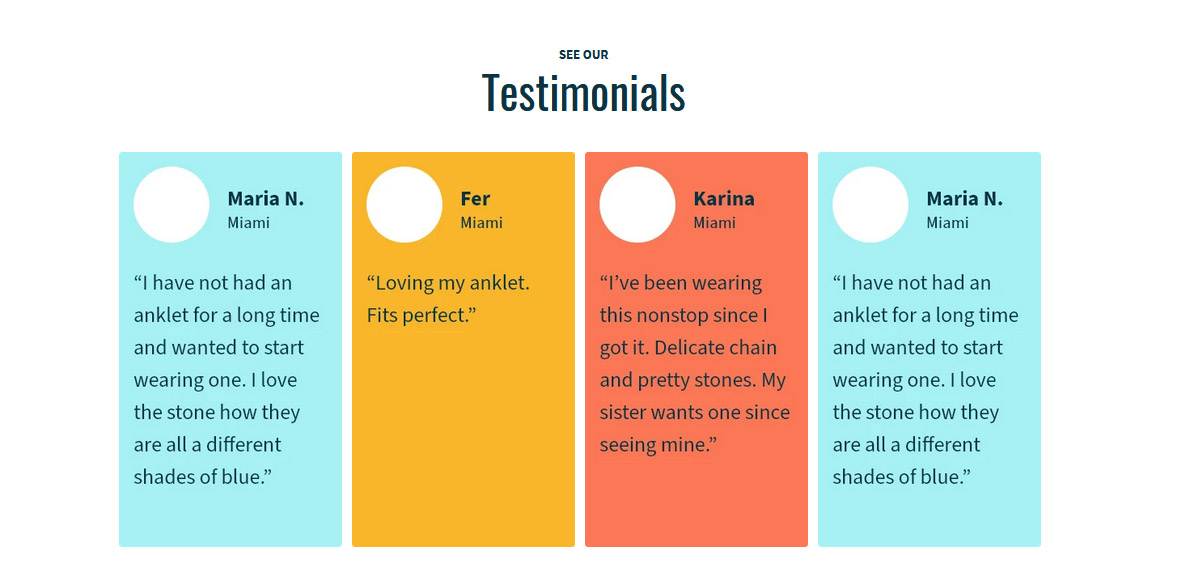 SEE OUR
Testimonials
Maria N.
Miami
“I have not had an
anklet for a long time
and wanted to start
wearing one. I love
the stone how they
are all a different
shades of blue.”
Fer
Miami
“Loving my anklet.
Fits perfect.”
Karina
Miami
“I’ve been wearing
this nonstop since I
got it. Delicate chain
and pretty stones. My
sister wants one since
seeing mine.”
Maria N.
Miami
“I have not had an
anklet for a long time
and wanted to start
wearing one. I love
the stone how they
are all a different
shades of blue.”